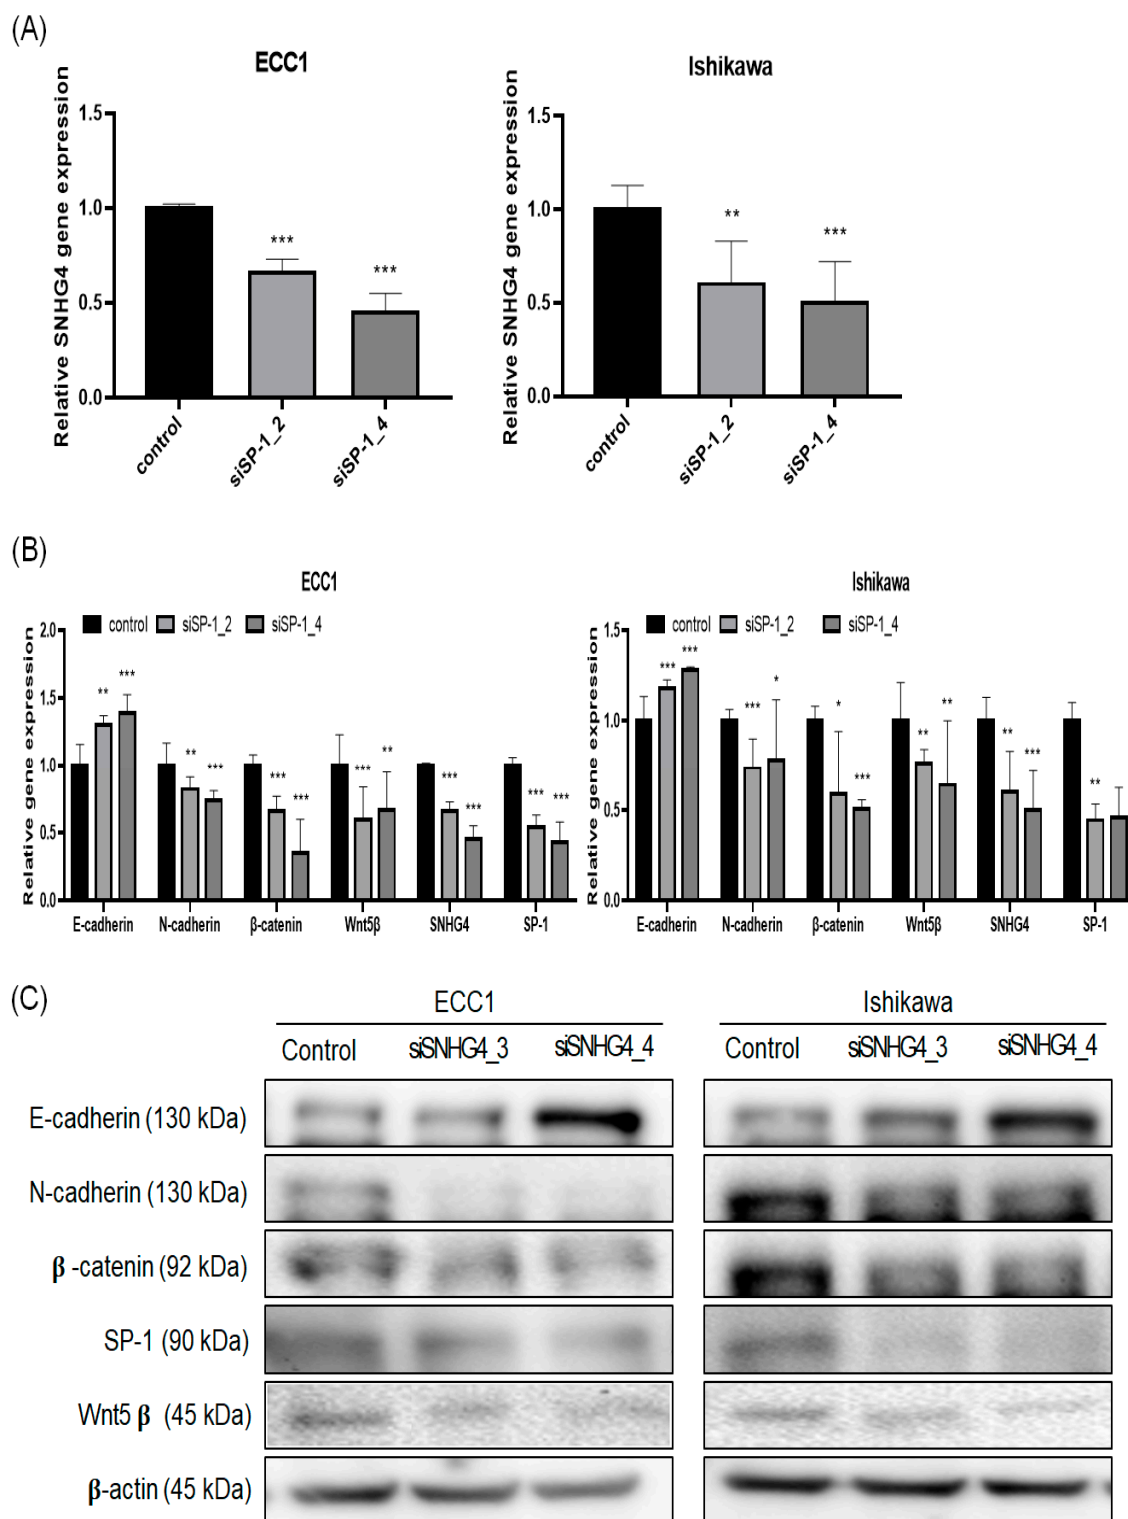 (A)
ECC1
Ishikawa
Relative SNHG4 gene expression
1.5
1.0
0.5
0.0
***
***
control
siSP-1_2
siSP-1_4
Relative SNHG4 gene expression
1.5
1.0
0.5
0.0
**
***
control
siSP-1_2
siSP-1_4
(B)
ECC1
control siSP-1_2 siSP-1_4
Relative gene expression
2.0
1.5
1.0
0.5
0.0
** *** ** *** *** *** *** ** *** *** *** ***
E-cadherin N-cadherin β-catenin Wnt5β SNHG4 SP-1
Ishikawa
control siSP-1_2 siSP-1_4
Relative gene expression
1.5
1.0
0.5
0.0
*** *** *** * * *** ** ** ** *** **
E-cadherin N-cadherin β-catenin Wnt5β SNHG4 SP-1
(C)
ECC1 Ishikawa
Control siSNHG4_3 siSNHG4_4 Control siSNHG4_3 siSNHG4_4
E-cadherin (130 kDa)
N-cadherin (130 kDa)
β -catenin (92 kDa)
SP-1 (90 kDa)
Wnt5 β (45 kDa)
β-actin (45 kDa)